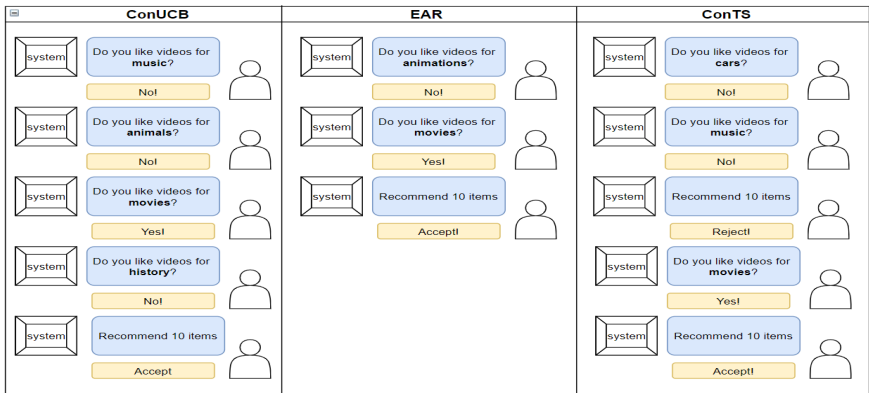 ConUCB
system
Do you like videos for
music?
No!
system
Do you like videos for
animals?
No!
system
Do you like videos for
movies?
Yes!
system
Do you like videos for
history?
No!
system
Recommend 10 items
Accept
EAR
system
Do you like videos for
animations?
No!
system
Do you like videos for
movies?
Yes!
system
Recommend 10 items
Accept!
ConTS
system
Do you like videos for
cars?
No!
system
Do you like videos for
music?
No!
system
Recommend 10 items
Reject!
system
Do you like videos for
movies?
Yes!
system
Recommend 10 items
Accept!